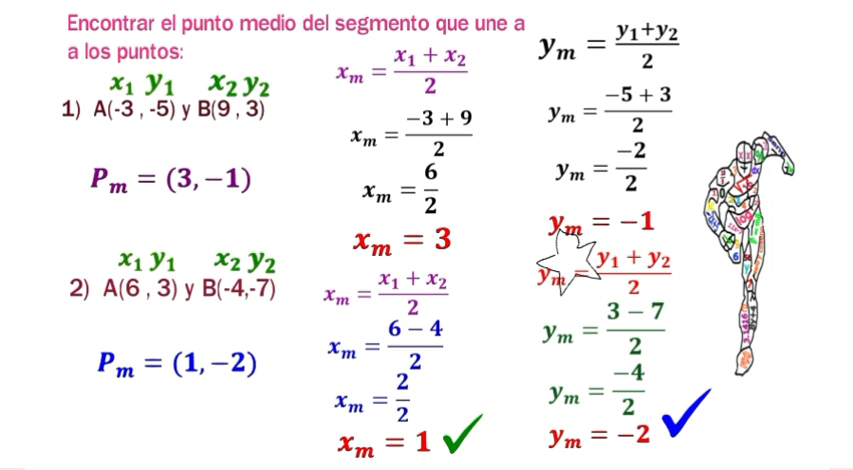 Encontrar el punto medio del segmento que une a
a los puntos:
x₁ y₁ x₂ y₂
1) A(-3 , -5) y B(9 , 3)
Pₘ = (3, −1)
xₘ = (x₁ + x₂)/2
xₘ = (−3 + 9)/2
xₘ = 6/2
xₘ = 3
yₘ = (y₁+y₂)/2
yₘ = (−5 + 3)/2
yₘ = −2/2
yₘ = −1
x₁ y₁ x₂ y₂
2) A(6 , 3) y B(-4,-7)
Pₘ = (1, −2)
xₘ = (x₁ + x₂)/2
xₘ = (6 − 4)/2
xₘ = 2/2
xₘ = 1
yₘ = (y₁ + y₂)/2
yₘ = (3 − 7)/2
yₘ = −4/2
yₘ = −2